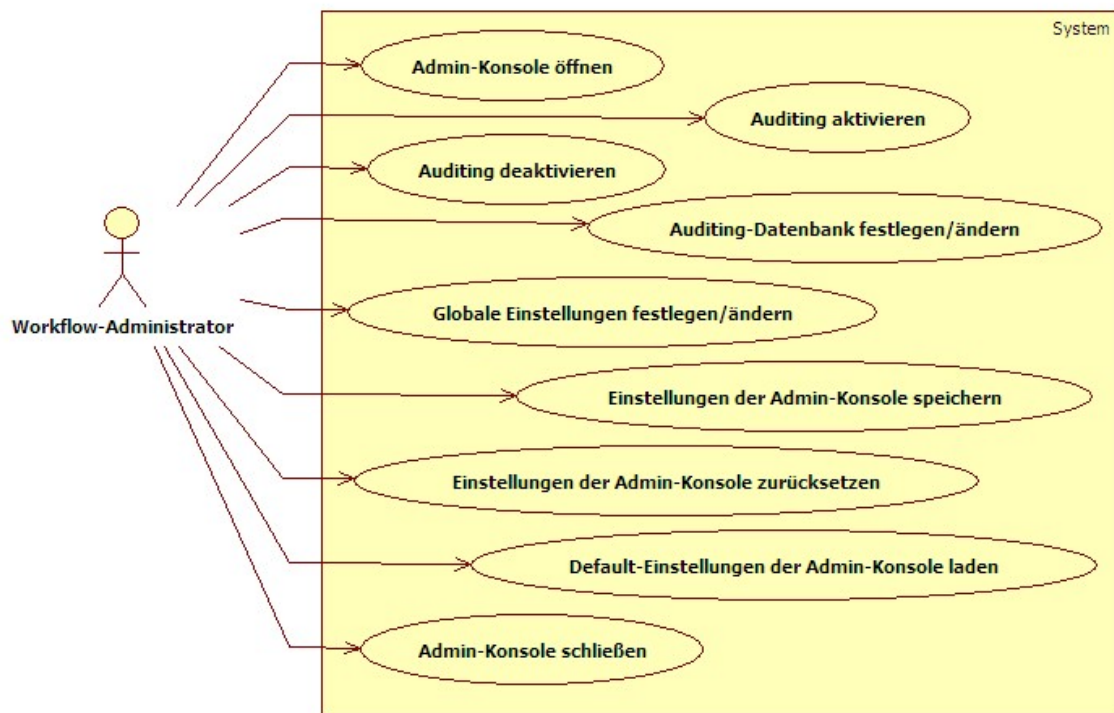 System
Admin-Konsole öffnen
Auditing aktivieren
Auditing deaktivieren
Auditing-Datenbank festlegen/ändern
Workflow-Administrator
Globale Einstellungen festlegen/ändern
Einstellungen der Admin-Konsole speichern
Einstellungen der Admin-Konsole zurücksetzen
Default-Einstellungen der Admin-Konsole laden
Admin-Konsole schließen